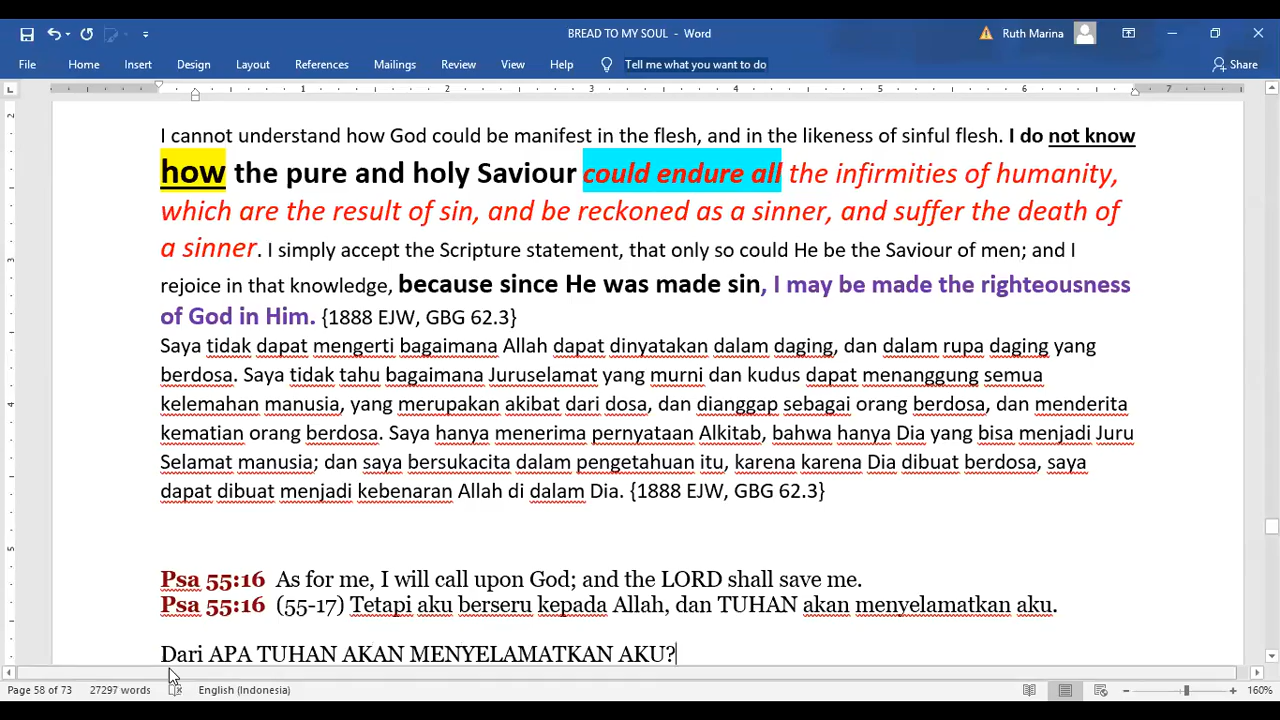 BREAD TO MY SOUL - Word
Ruth Marina
File Home Insert Design Layout References Mailings Review View Help Tell me what you want to do Share
1 2 3 4 5 6 7
I cannot understand how God could be manifest in the flesh, and in the likeness of sinful flesh. I do not know
how the pure and holy Saviour could endure all the infirmities of humanity,
which are the result of sin, and be reckoned as a sinner, and suffer the death of
a sinner. I simply accept the Scripture statement, that only so could He be the Saviour of men; and I
rejoice in that knowledge, because since He was made sin, I may be made the righteousness
of God in Him. {1888 EJW, GBG 62.3}
Saya tidak dapat mengerti bagaimana Allah dapat dinyatakan dalam daging, dan dalam rupa daging yang
berdosa. Saya tidak tahu bagaimana Juruselamat yang murni dan kudus dapat menanggung semua
kelemahan manusia, yang merupakan akibat dari dosa, dan dianggap sebagai orang berdosa, dan menderita
kematian orang berdosa. Saya hanya menerima pernyataan Alkitab, bahwa hanya Dia yang bisa menjadi Juru
Selamat manusia; dan saya bersukacita dalam pengetahuan itu, karena karena Dia dibuat berdosa, saya
dapat dibuat menjadi kebenaran Allah di dalam Dia. {1888 EJW, GBG 62.3}
Psa 55:16 As for me, I will call upon God; and the LORD shall save me.
Psa 55:16 (55-17) Tetapi aku berseru kepada Allah, dan TUHAN akan menyelamatkan aku.
Dari APA TUHAN AKAN MENYELAMATKAN AKU?
Page 58 of 73 27297 words English (Indonesia) 160%